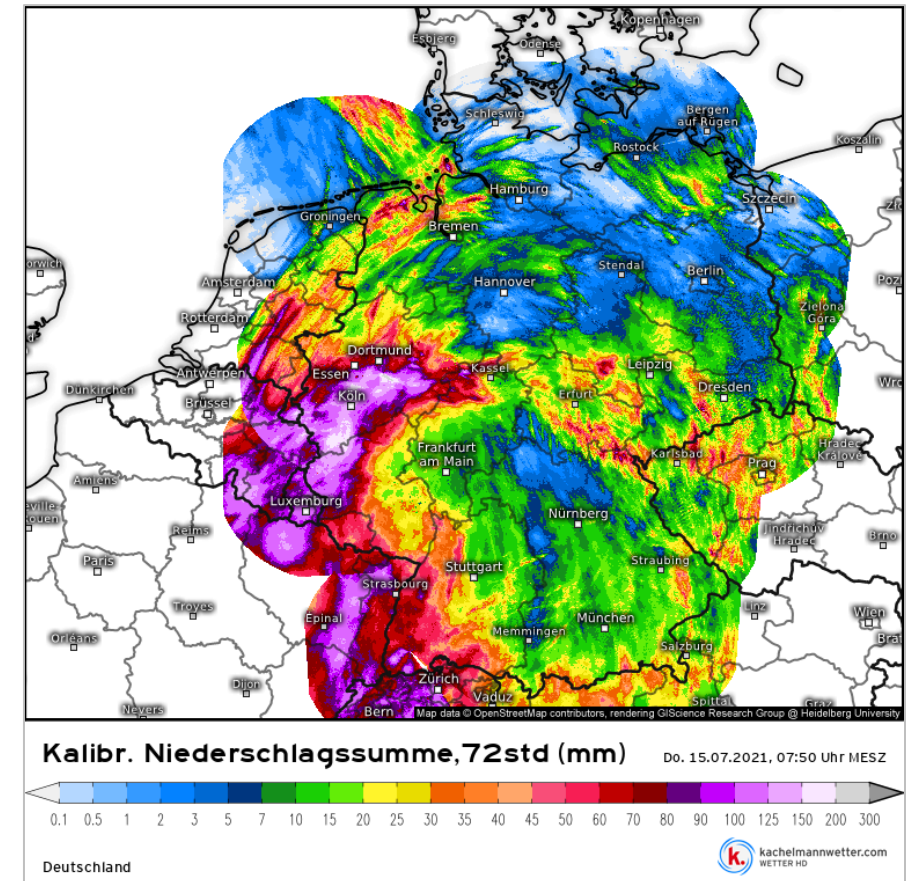 Kopenhagen
Esbjerg
Odense
Schleswig
Bergen
auf Rügen
Rostock
Koszalin
Hamburg
Szczecin
Groningen
Bremen
Stendal
Berlin
Hannover
Amsterdam
Zielona
Góra
Rotterdam
Dortmund
Essen
Kassel
Leipzig
Antwerpen
Dünkirchen
Brüssel
Köln
Erfurt
Dresden
Frankfurt
am Main
Karlsbad
Prag
Hradec
Králové
Amiens
Luxemburg
Nürnberg
Reims
Jindřichův
Hradec
Brno
Paris
Stuttgart
Straubing
Strasbourg
Troyes
Épinal
München
Linz
Wien
Orléans
Memmingen
Salzburg
Dijon
Zürich
Vaduz
Spittal
Graz
Nevers
Bern
Map data © OpenStreetMap contributors, rendering GIScience Research Group @ Heidelberg University
Kalibr. Niederschlagssumme,72std (mm)
Do. 15.07.2021, 07:50 Uhr MESZ
0.1 0.5 1 2 3 5 7 10 15 20 25 30 35 40 45 50 60 70 80 90 100 125 150 200 300
k.
kachelmannwetter.com
WETTER HD
Deutschland